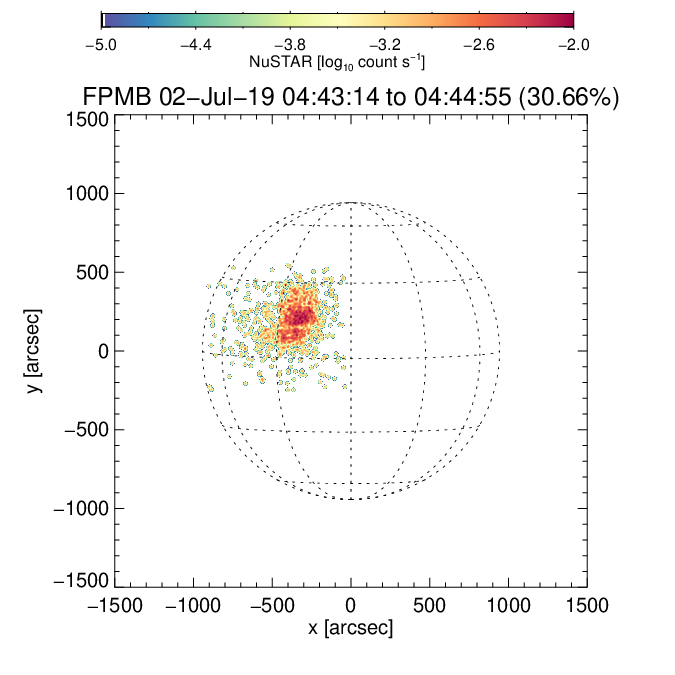 −5.0 −4.4 −3.8 −3.2 −2.6 −2.0
NuSTAR [log₁₀ count s⁻¹]
FPMB 02−Jul−19 04:43:14 to 04:44:55 (30.66%)
1500
1000
500
0
−500
−1000
−1500
y [arcsec]
−1500 −1000 −500 0 500 1000 1500
x [arcsec]